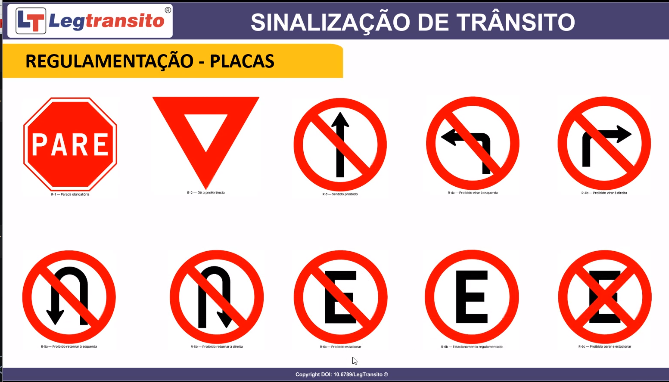 LT Legtransito®
SINALIZAÇÃO DE TRÂNSITO
REGULAMENTAÇÃO - PLACAS
PARE
R-1 — Parada obrigatória
R-2 — Dê a preferência
R-3 — Sentido proibido
R-4a — Proibido virar à esquerda
R-4b — Proibido virar à direita
R-5a — Proibido retornar à esquerda
R-5b — Proibido retornar à direita
E
E
E
R-6a — Proibido estacionar
R-6b — Estacionamento regulamentado
R-6c — Proibido parar e estacionar
Copyright DOI: 10.6789/LegTransito ®